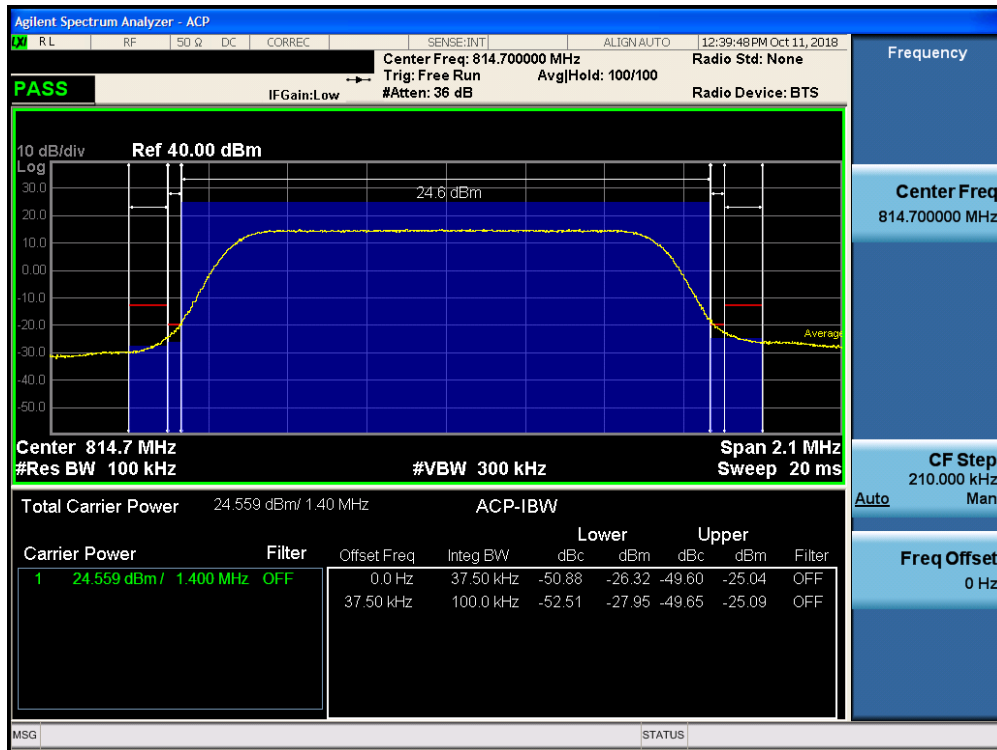 Agilent Spectrum Analyzer - ACP
LXI RL RF 50 Ω DC CORREC SENSE:INT ALIGN AUTO 12:39:48 PM Oct 11, 2018
Center Freq: 814.700000 MHz Radio Std: None
Trig: Free Run Avg|Hold: 100/100
PASS IFGain:Low #Atten: 36 dB Radio Device: BTS
10 dB/div Ref 40.00 dBm
Log
30.0
24.6 dBm
20.0
10.0
0.00
-10.0
-20.0
Average
-30.0
-40.0
-50.0
Center 814.7 MHz Span 2.1 MHz
#Res BW 100 kHz #VBW 300 kHz Sweep 20 ms
Total Carrier Power 24.559 dBm/ 1.40 MHz ACP-IBW
Lower Upper
Carrier Power Filter Offset Freq Integ BW dBc dBm dBc dBm Filter
1 24.559 dBm / 1.400 MHz OFF 0.0 Hz 37.50 kHz -50.88 -26.32 -49.60 -25.04 OFF
37.50 kHz 100.0 kHz -52.51 -27.95 -49.65 -25.09 OFF
MSG STATUS
Frequency
Center Freq
814.700000 MHz
CF Step
210.000 kHz
Auto Man
Freq Offset
0 Hz